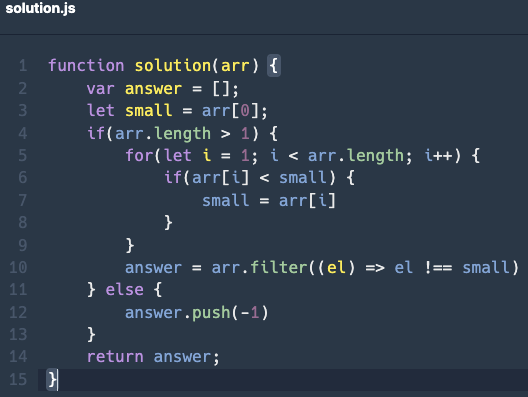 solution.js
1 function solution(arr) {
2     var answer = [];
3     let small = arr[0];
4     if(arr.length > 1) {
5         for(let i = 1; i < arr.length; i++) {
6             if(arr[i] < small) {
7                 small = arr[i]
8             }
9         }
10         answer = arr.filter((el) => el !== small)
11     } else {
12         answer.push(-1)
13     }
14     return answer;
15 }